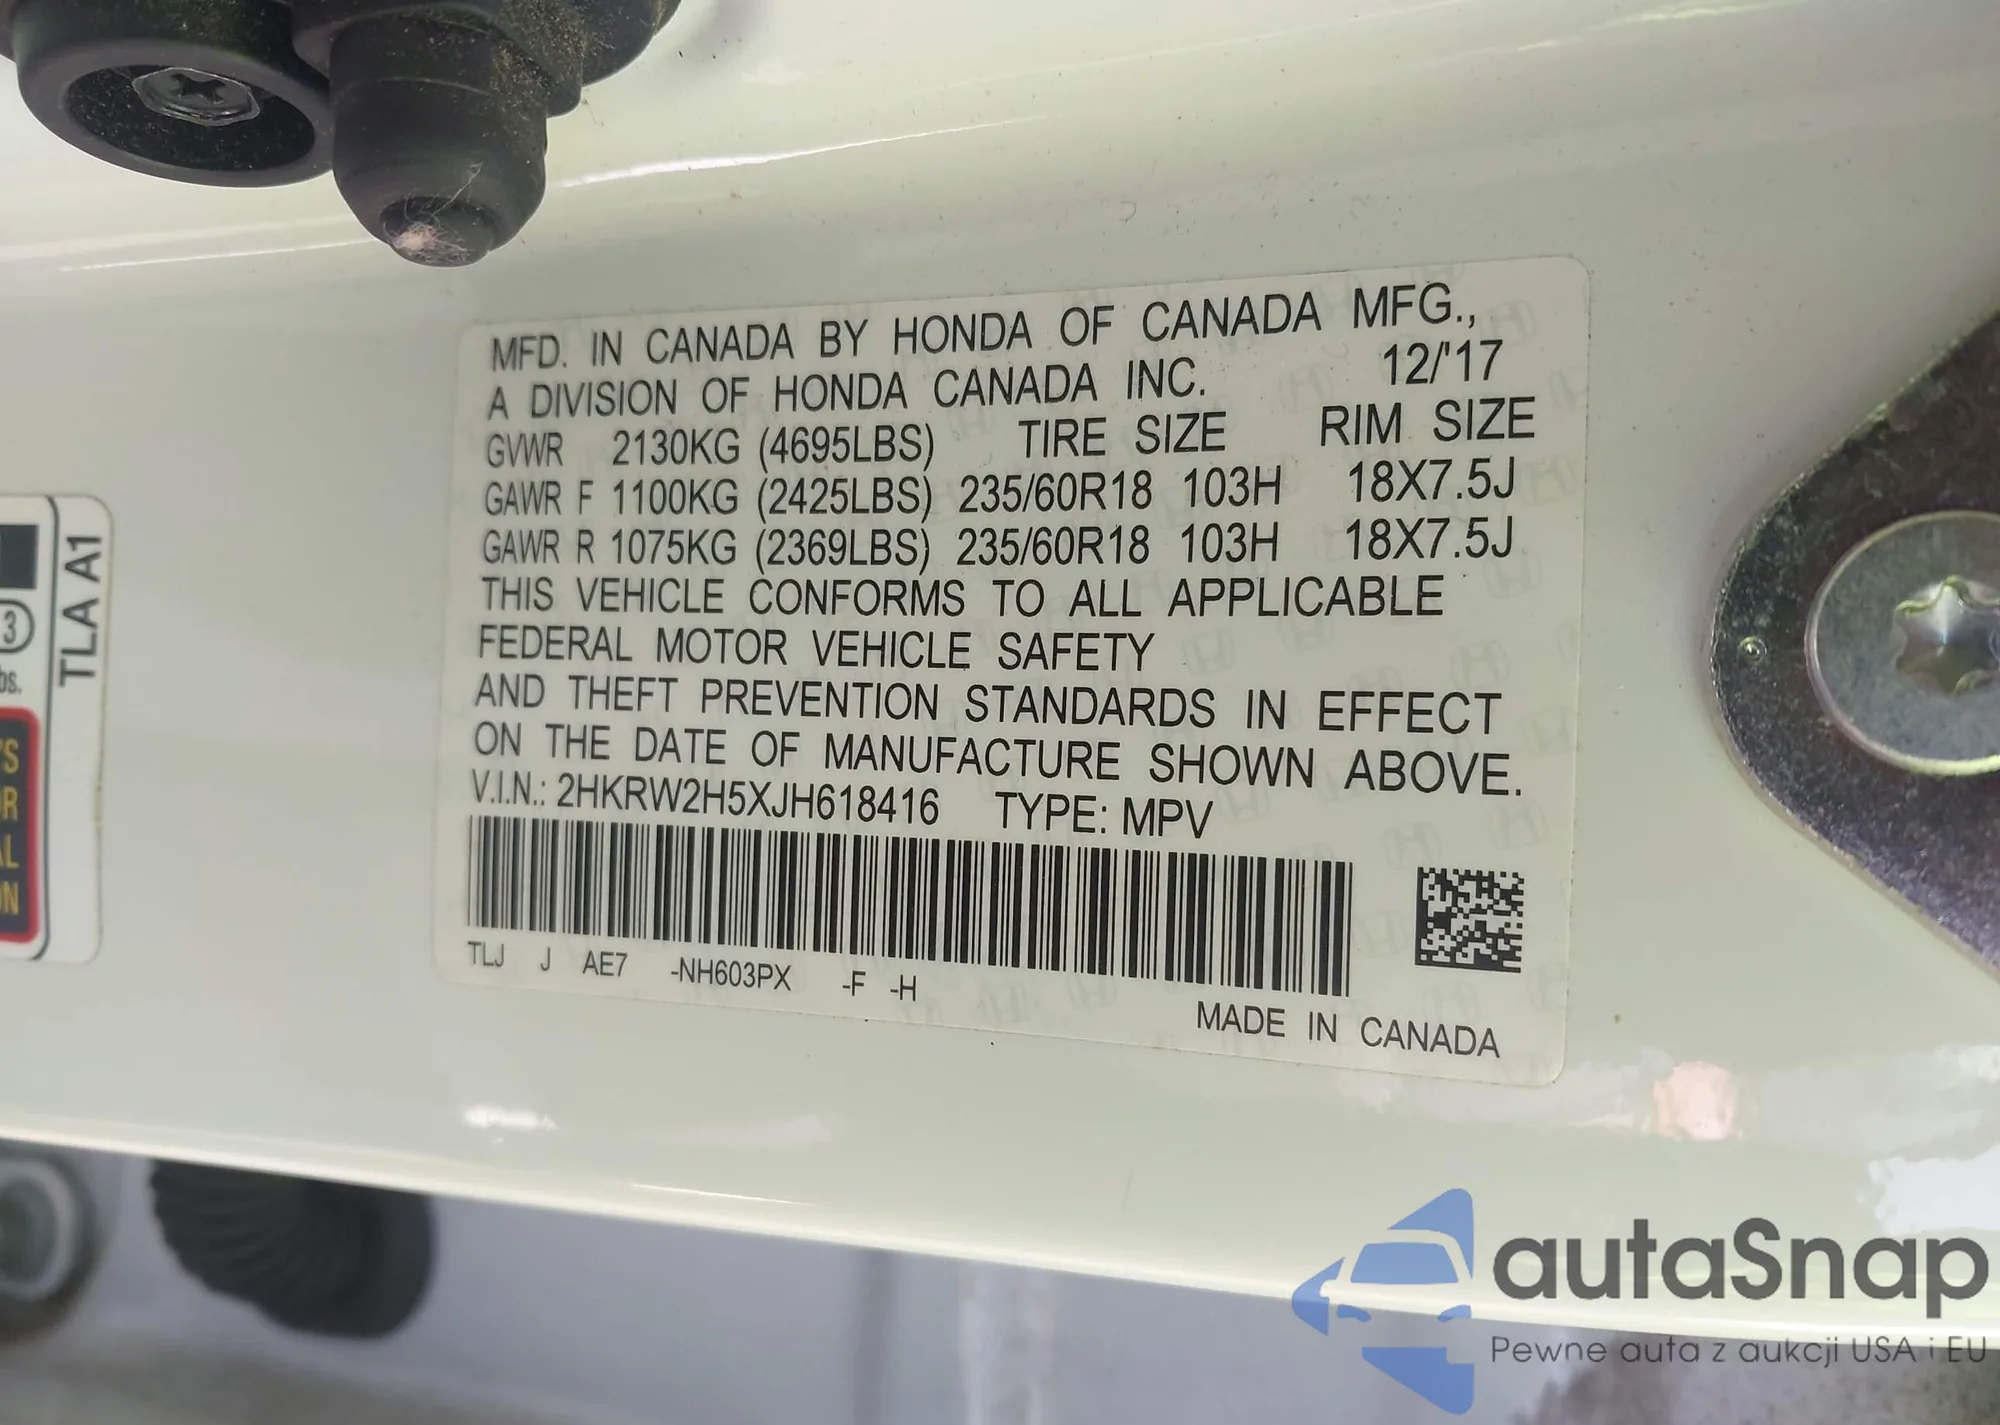 MFD. IN CANADA BY HONDA OF CANADA MFG.,
A DIVISION OF HONDA CANADA INC. 12/'17
GVWR 2130KG (4695LBS) TIRE SIZE RIM SIZE
GAWR F 1100KG (2425LBS) 235/60R18 103H 18X7.5J
GAWR R 1075KG (2369LBS) 235/60R18 103H 18X7.5J
THIS VEHICLE CONFORMS TO ALL APPLICABLE
FEDERAL MOTOR VEHICLE SAFETY
AND THEFT PREVENTION STANDARDS IN EFFECT
ON THE DATE OF MANUFACTURE SHOWN ABOVE.
V.I.N.: 2HKRW2H5XJH618416 TYPE: MPV
TLJ J AE7 -NH603PX -F -H
MADE IN CANADA
TLA A1
autaSnap
Pewne auta z aukcji USA i EU